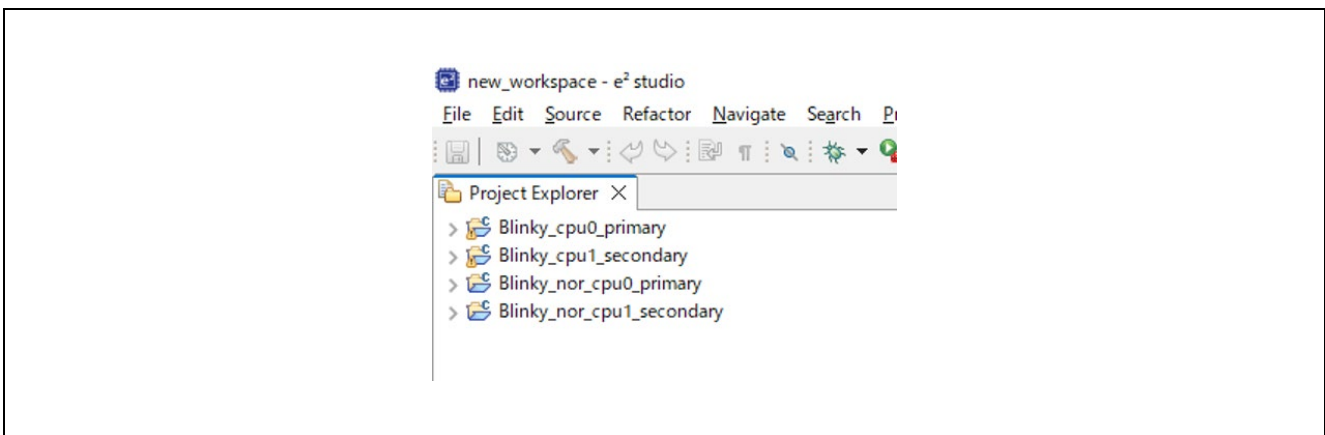 new_workspace - e² studio
File Edit Source Refactor Navigate Search
Project Explorer
Blinky_cpu0_primary
Blinky_cpu1_secondary
Blinky_nor_cpu0_primary
Blinky_nor_cpu1_secondary